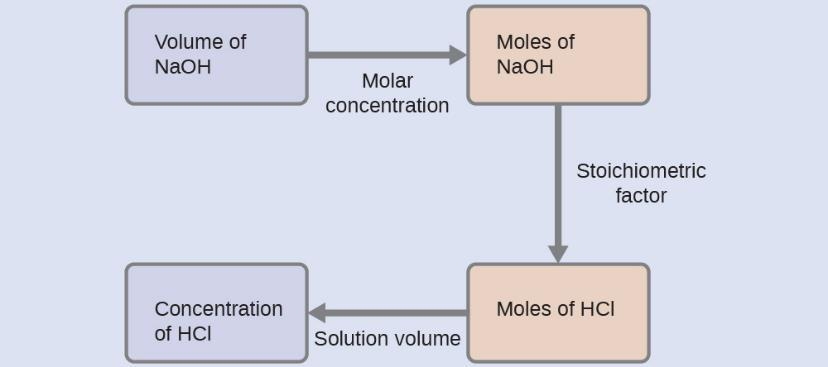 Volume of
NaOH
Molar
concentration
Moles of
NaOH
Stoichiometric
factor
Moles of HCl
Solution volume
Concentration
of HCl